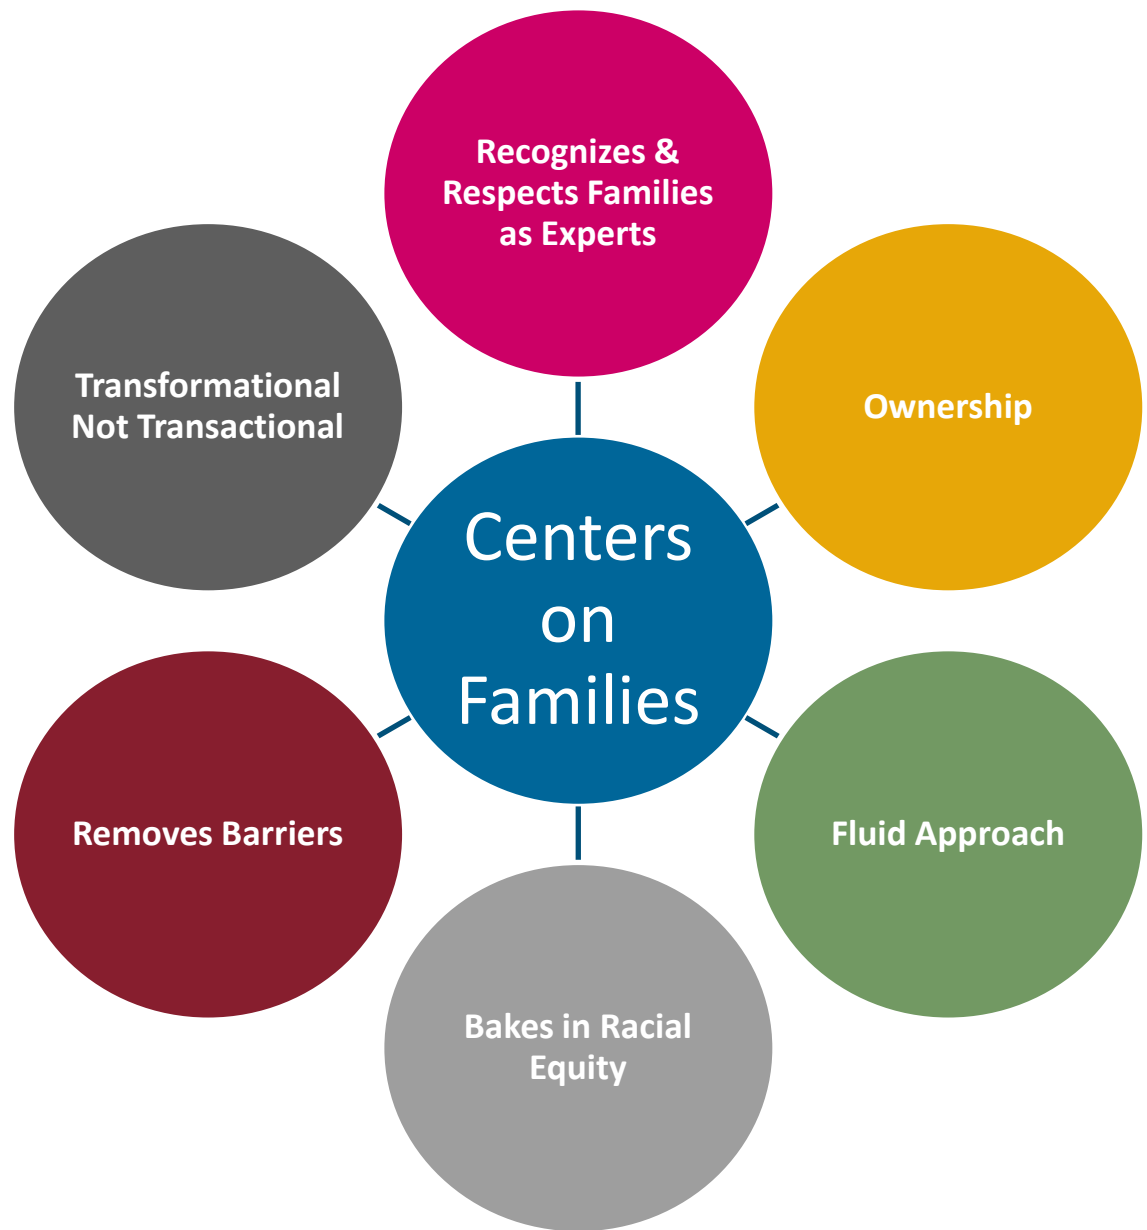 Recognizes &
Respects Families
as Experts
Transformational
Not Transactional
Ownership
Centers
on
Families
Removes Barriers
Fluid Approach
Bakes in Racial
Equity